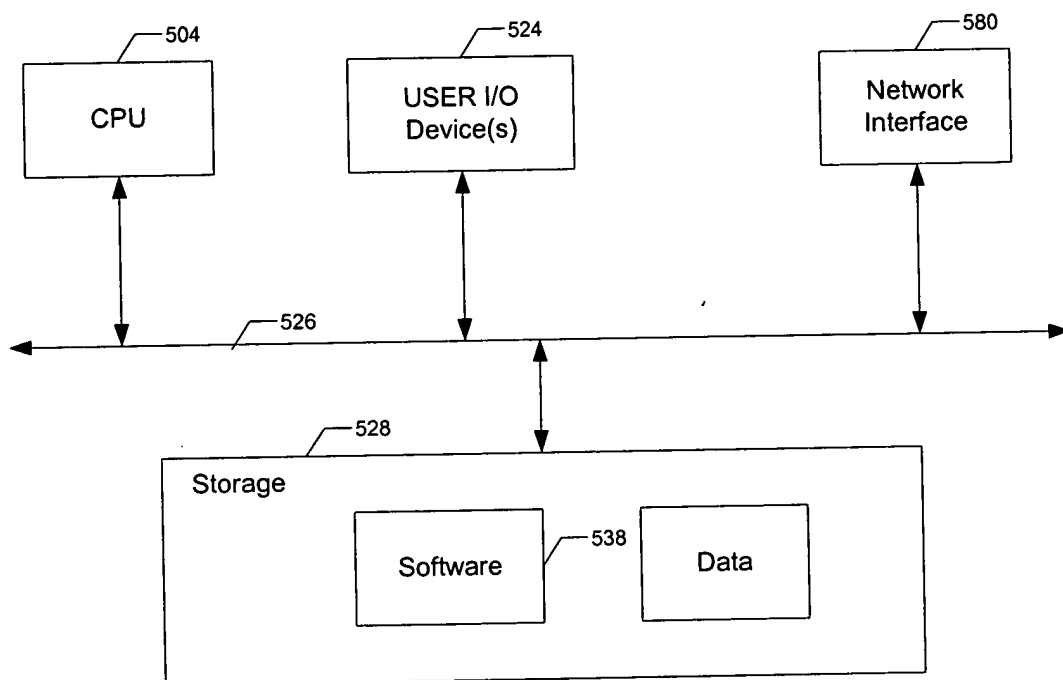 504
524
580
CPU
USER I/O
Device(s)
Network
Interface
526
528
Storage
Software
538
Data